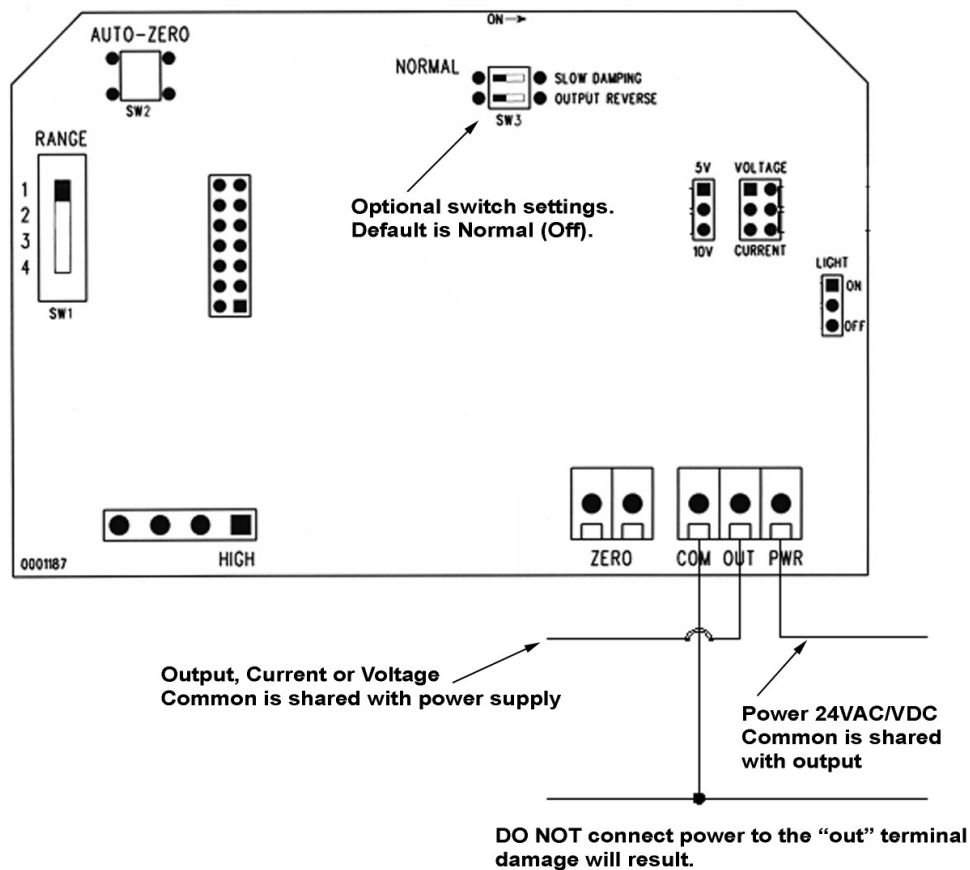 ON→
AUTO-ZERO
SW2
NORMAL
SLOW DAMPING
OUTPUT REVERSE
SW3
RANGE
1
2
3
4
SW1
Optional switch settings.
Default is Normal (Off).
5V
VOLTAGE
10V
CURRENT
LIGHT
ON
OFF
0001187
HIGH
ZERO
COM
OUT
PWR
Output, Current or Voltage
Common is shared with power supply
Power 24VAC/VDC
Common is shared
with output
DO NOT connect power to the “out” terminal
damage will result.